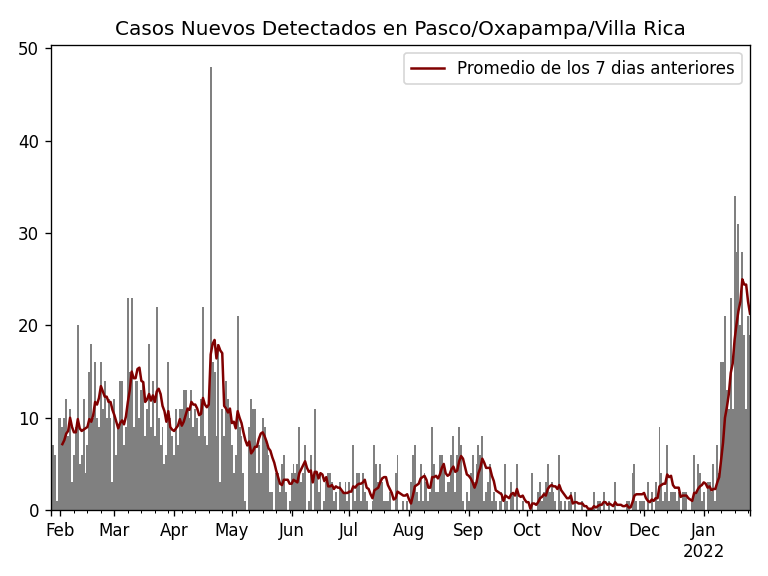 Casos Nuevos Detectados en Pasco/Oxapampa/Villa Rica
Promedio de los 7 dias anteriores
50
40
30
20
10
0
Feb Mar Apr May Jun Jul Aug Sep Oct Nov Dec Jan
2022